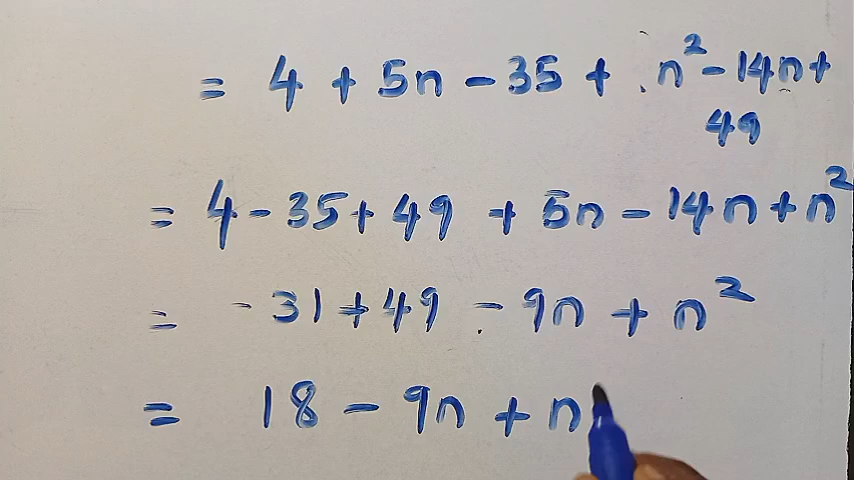 = 4 + 5n - 35 + n² - 14n +
49
= 4 - 35 + 49 + 5n - 14n + n²
= -31 + 49 - 9n + n²
= 18 - 9n + n